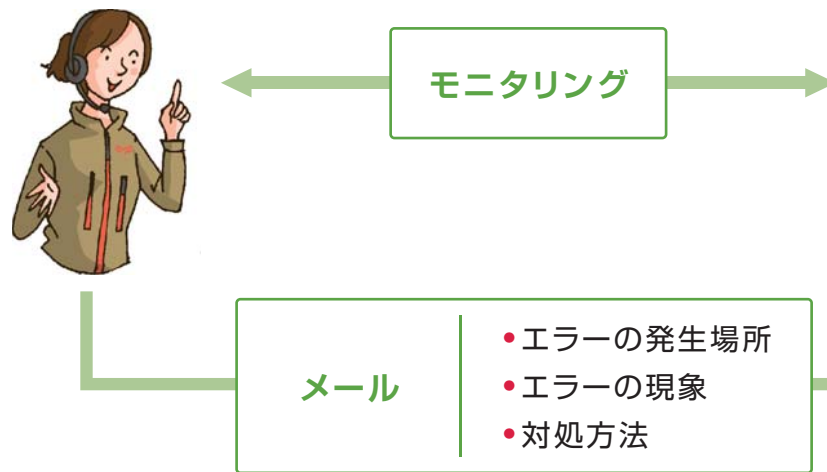 モニタリング
メール
•エラーの発生場所
•エラーの現象
•対処方法